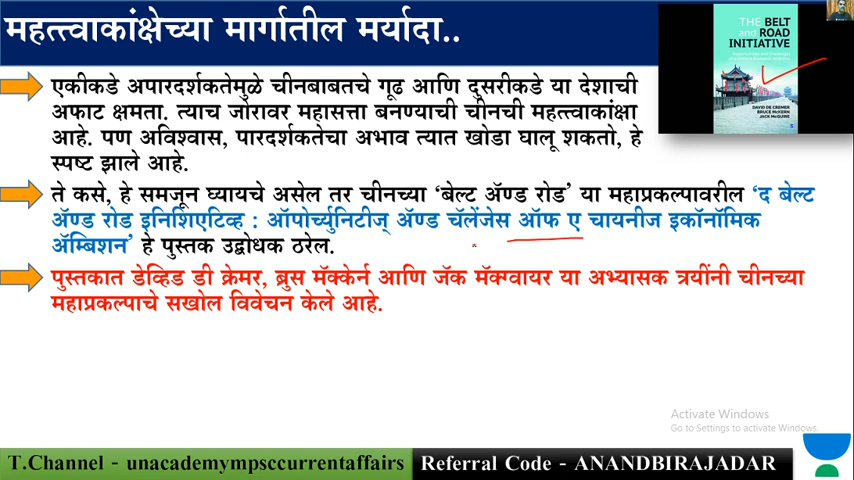 महत्त्वाकांक्षेच्या मार्गातील मर्यादा..
THE BELT
and ROAD
INITIATIVE
DAVID DE CREMER
BRUCE McKERN
JACK McGUIRE
एकीकडे अपारदर्शकतेमुळे चीनबाबतचे गूढ आणि दुसरीकडे या देशाची
अफाट क्षमता. त्याच जोरावर महासत्ता बनण्याची चीनची महत्त्वाकांक्षा
आहे. पण अविश्वास, पारदर्शकतेचा अभाव त्यात खोडा घालू शकतो, हे
स्पष्ट झाले आहे.
ते कसे, हे समजून घ्यायचे असेल तर चीनच्या ‘बेल्ट अ‍ॅण्ड रोड’ या महाप्रकल्पावरील ‘द बेल्ट
अ‍ॅण्ड रोड इनिशिएटिव्ह : ऑपोर्च्युनिटीज् अ‍ॅण्ड चॅलेंजेस ऑफ ए चायनीज इकॉनॉमिक
अ‍ॅम्बिशन’ हे पुस्तक उद्बोधक ठरेल.
पुस्तकात डेव्हिड डी क्रेमर, ब्रुस मॅक्केर्न आणि जॅक मॅक्ग्वायर या अभ्यासक त्रयींनी चीनच्या
महाप्रकल्पाचे सखोल विवेचन केले आहे.
Activate Windows
Go to Settings to activate Windows.
T.Channel - unacademympsccurrentaffairs
Referral Code - ANANDBIRAJADAR